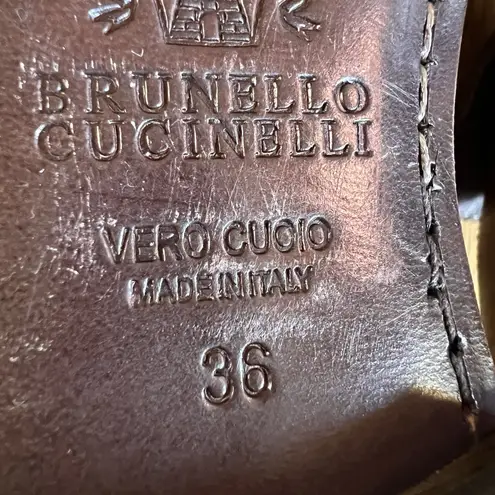 BRUNELLO
CUCINELLI
VERO CUOIO
MADE IN ITALY
36